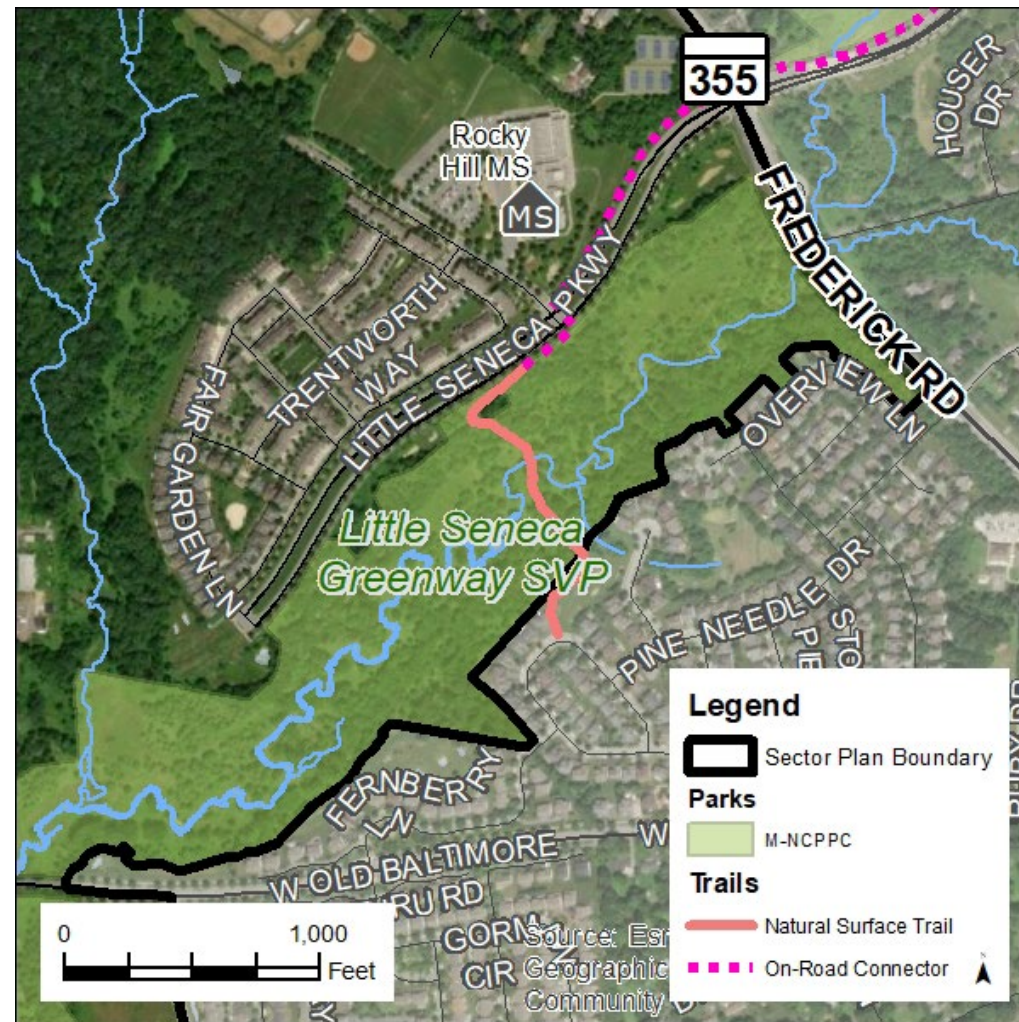 355
HOUSER
DR
Rocky
Hill MS
MS
FREDERICK RD
LITTLE SENECA PKWY
TRENTWORTH
WAY
FAIR GARDEN LN
OVERVIEW LN
Little Seneca
Greenway SVP
PINE NEEDLE DR
FERNBERRY
LN
W OLD BALTIMORE
RD
W
CIR
Legend
Sector Plan Boundary
Parks
M-NCPPC
Trails
Natural Surface Trail
On-Road Connector
N
0 1,000
Feet
Source: Esr
Geographic
Community